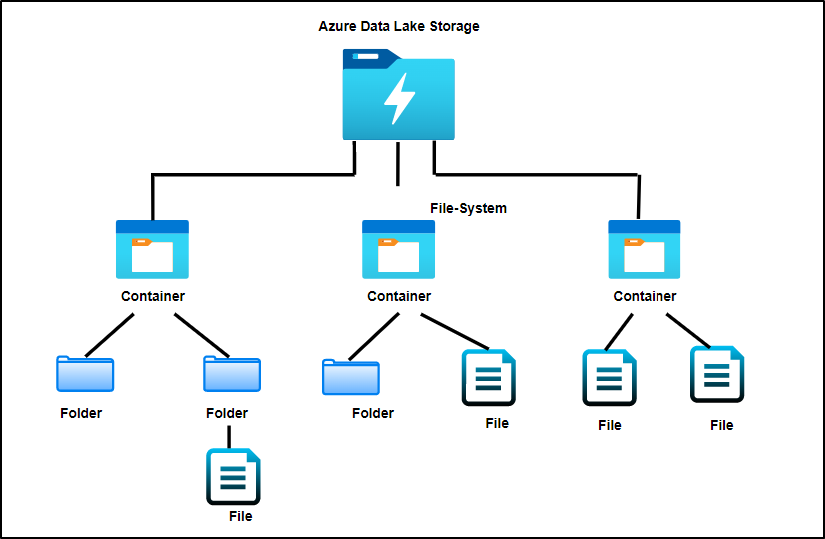 Azure Data Lake Storage
File-System
Container
Container
Container
Folder
Folder
Folder
File
File
File
File